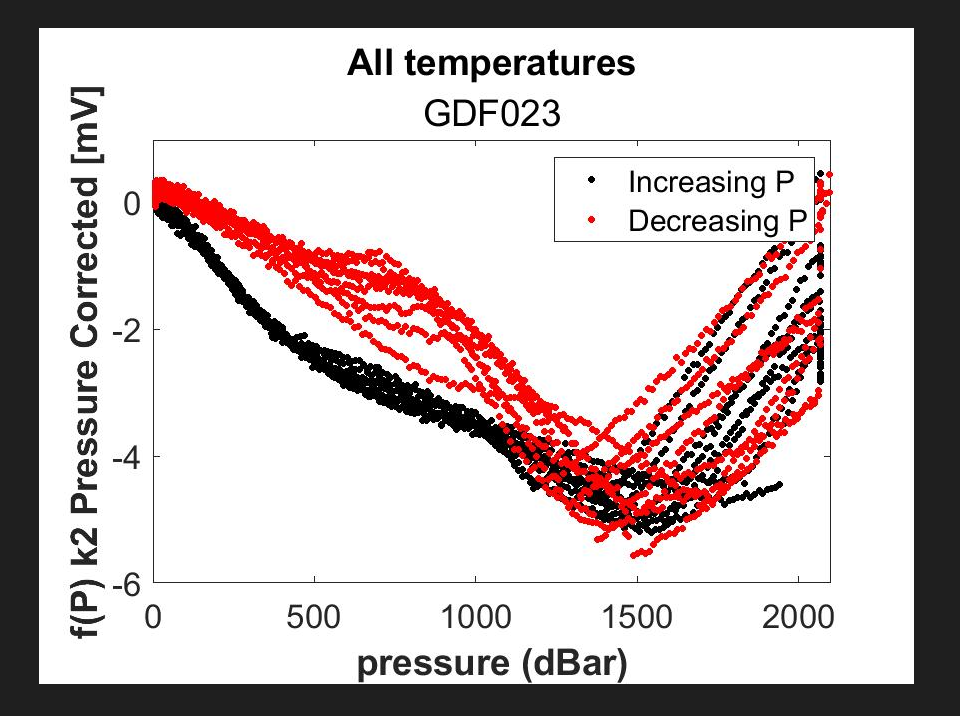 All temperatures
GDF023
f(P) k2 Pressure Corrected [mV]
0
-2
-4
-6
Increasing P
Decreasing P
0 500 1000 1500 2000
pressure (dBar)